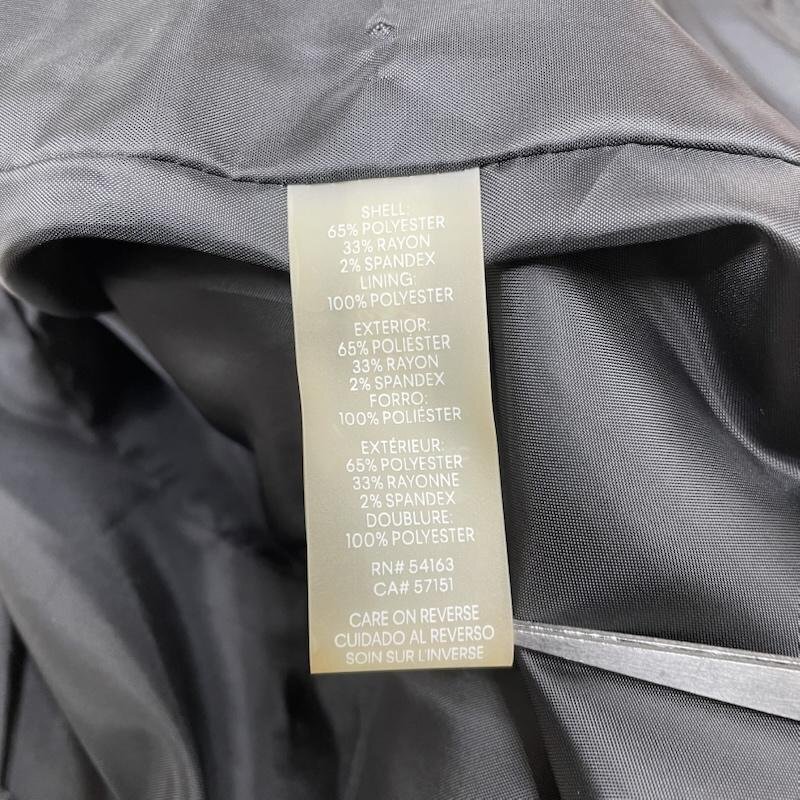 SHELL:
65% POLYESTER
33% RAYON
2% SPANDEX
LINING:
100% POLYESTER
EXTERIOR:
65% POLIÉSTER
33% RAYON
2% SPANDEX
FORRO:
100% POLIÉSTER
EXTÉRIEUR:
65% POLYESTER
33% RAYONNE
2% SPANDEX
DOUBLURE:
100% POLYESTER
RN# 54163
CA# 57151
CARE ON REVERSE
CUIDADO AL REVERSO
SOIN SUR L'INVERSE